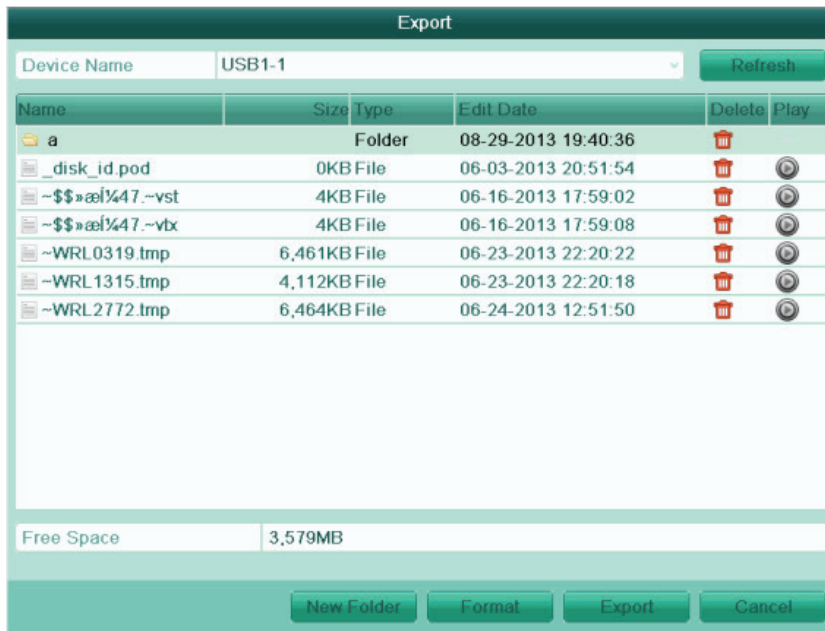 Export
Device Name USB1-1 Refresh
Name Size Type Edit Date Delete Play
a Folder 08-29-2013 19:40:36
_disk_id.pod 0KB File 06-03-2013 20:51:54
~$$»æÍ¼47.~vst 4KB File 06-16-2013 17:59:02
~$$»æÍ¼47.~vtx 4KB File 06-16-2013 17:59:08
~WRL0319.tmp 6,461KB File 06-23-2013 22:20:22
~WRL1315.tmp 4,112KB File 06-23-2013 22:20:18
~WRL2772.tmp 6,464KB File 06-24-2013 12:51:50
Free Space 3,579MB
New Folder Format Export Cancel